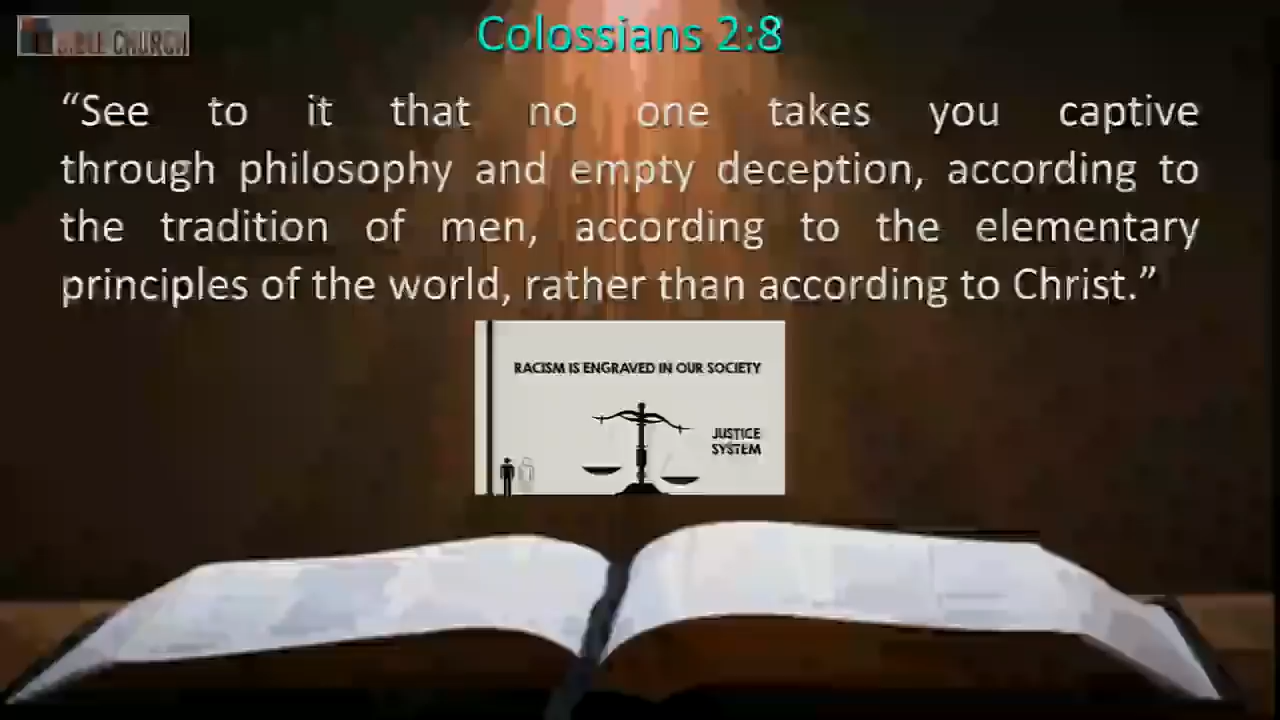 BIBLE CHURCH
Colossians 2:8
“See to it that no one takes you captive
through philosophy and empty deception, according to
the tradition of men, according to the elementary
principles of the world, rather than according to Christ.”
RACISM IS ENGRAVED IN OUR SOCIETY
JUSTICE
SYSTEM